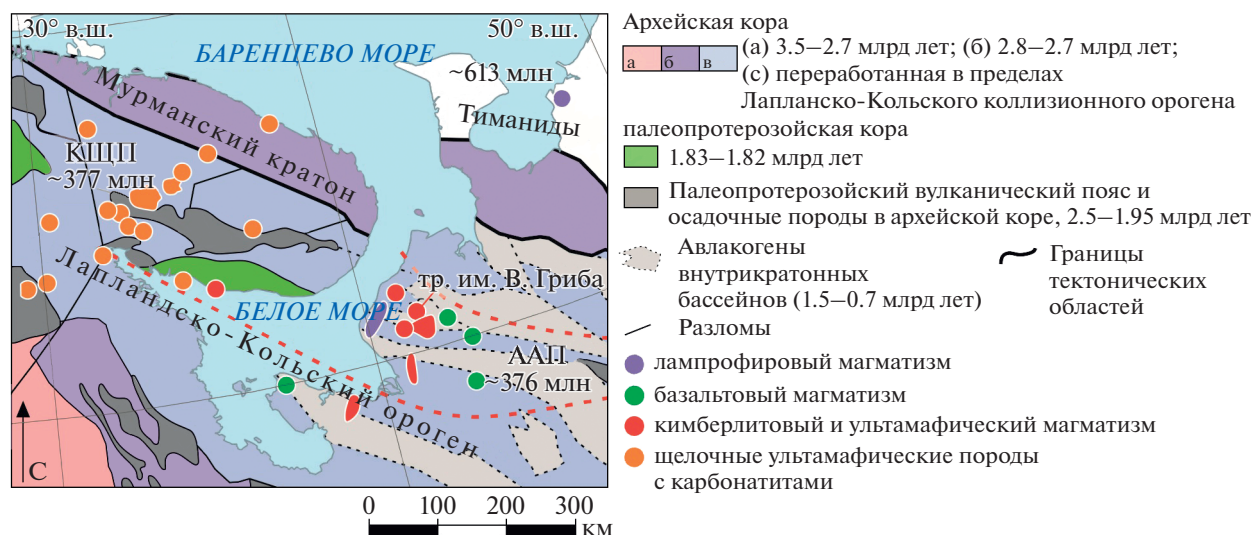 30° в.ш.
50° в.ш.
БАРЕНЦЕВО МОРЕ
~613 млн
Тиманиды
Мурманский кратон
КЩП
~377 млн
тр. им. В. Гриба
БЕЛОЕ МОРЕ
Лапландско-Кольский ороген
ААП
~376 млн
С
0 100 200 300
км
Архейская кора
а б в
(а) 3.5–2.7 млрд лет; (б) 2.8–2.7 млрд лет;
(с) переработанная в пределах
Лапланско-Кольского коллизионного орогена
палеопротерозойская кора
1.83–1.82 млрд лет
Палеопротерозойский вулканический пояс и
осадочные породы в архейской коре, 2.5–1.95 млрд лет
Авлакогены
внутрикратонных
бассейнов (1.5–0.7 млрд лет)
Границы
тектонических
областей
Разломы
лампрофировый магматизм
базальтовый магматизм
кимберлитовый и ультамафический магматизм
щелочные ультамафические породы
с карбонатитами